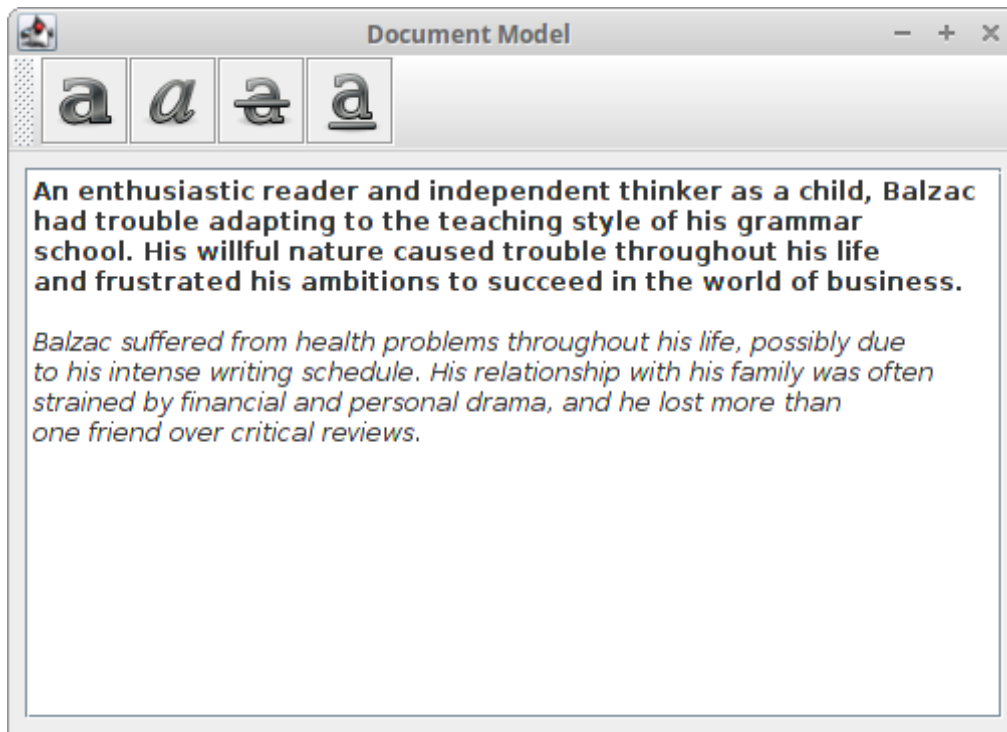 Document Model
a a a a
An enthusiastic reader and independent thinker as a child, Balzac
had trouble adapting to the teaching style of his grammar
school. His willful nature caused trouble throughout his life
and frustrated his ambitions to succeed in the world of business.
Balzac suffered from health problems throughout his life, possibly due
to his intense writing schedule. His relationship with his family was often
strained by financial and personal drama, and he lost more than
one friend over critical reviews.